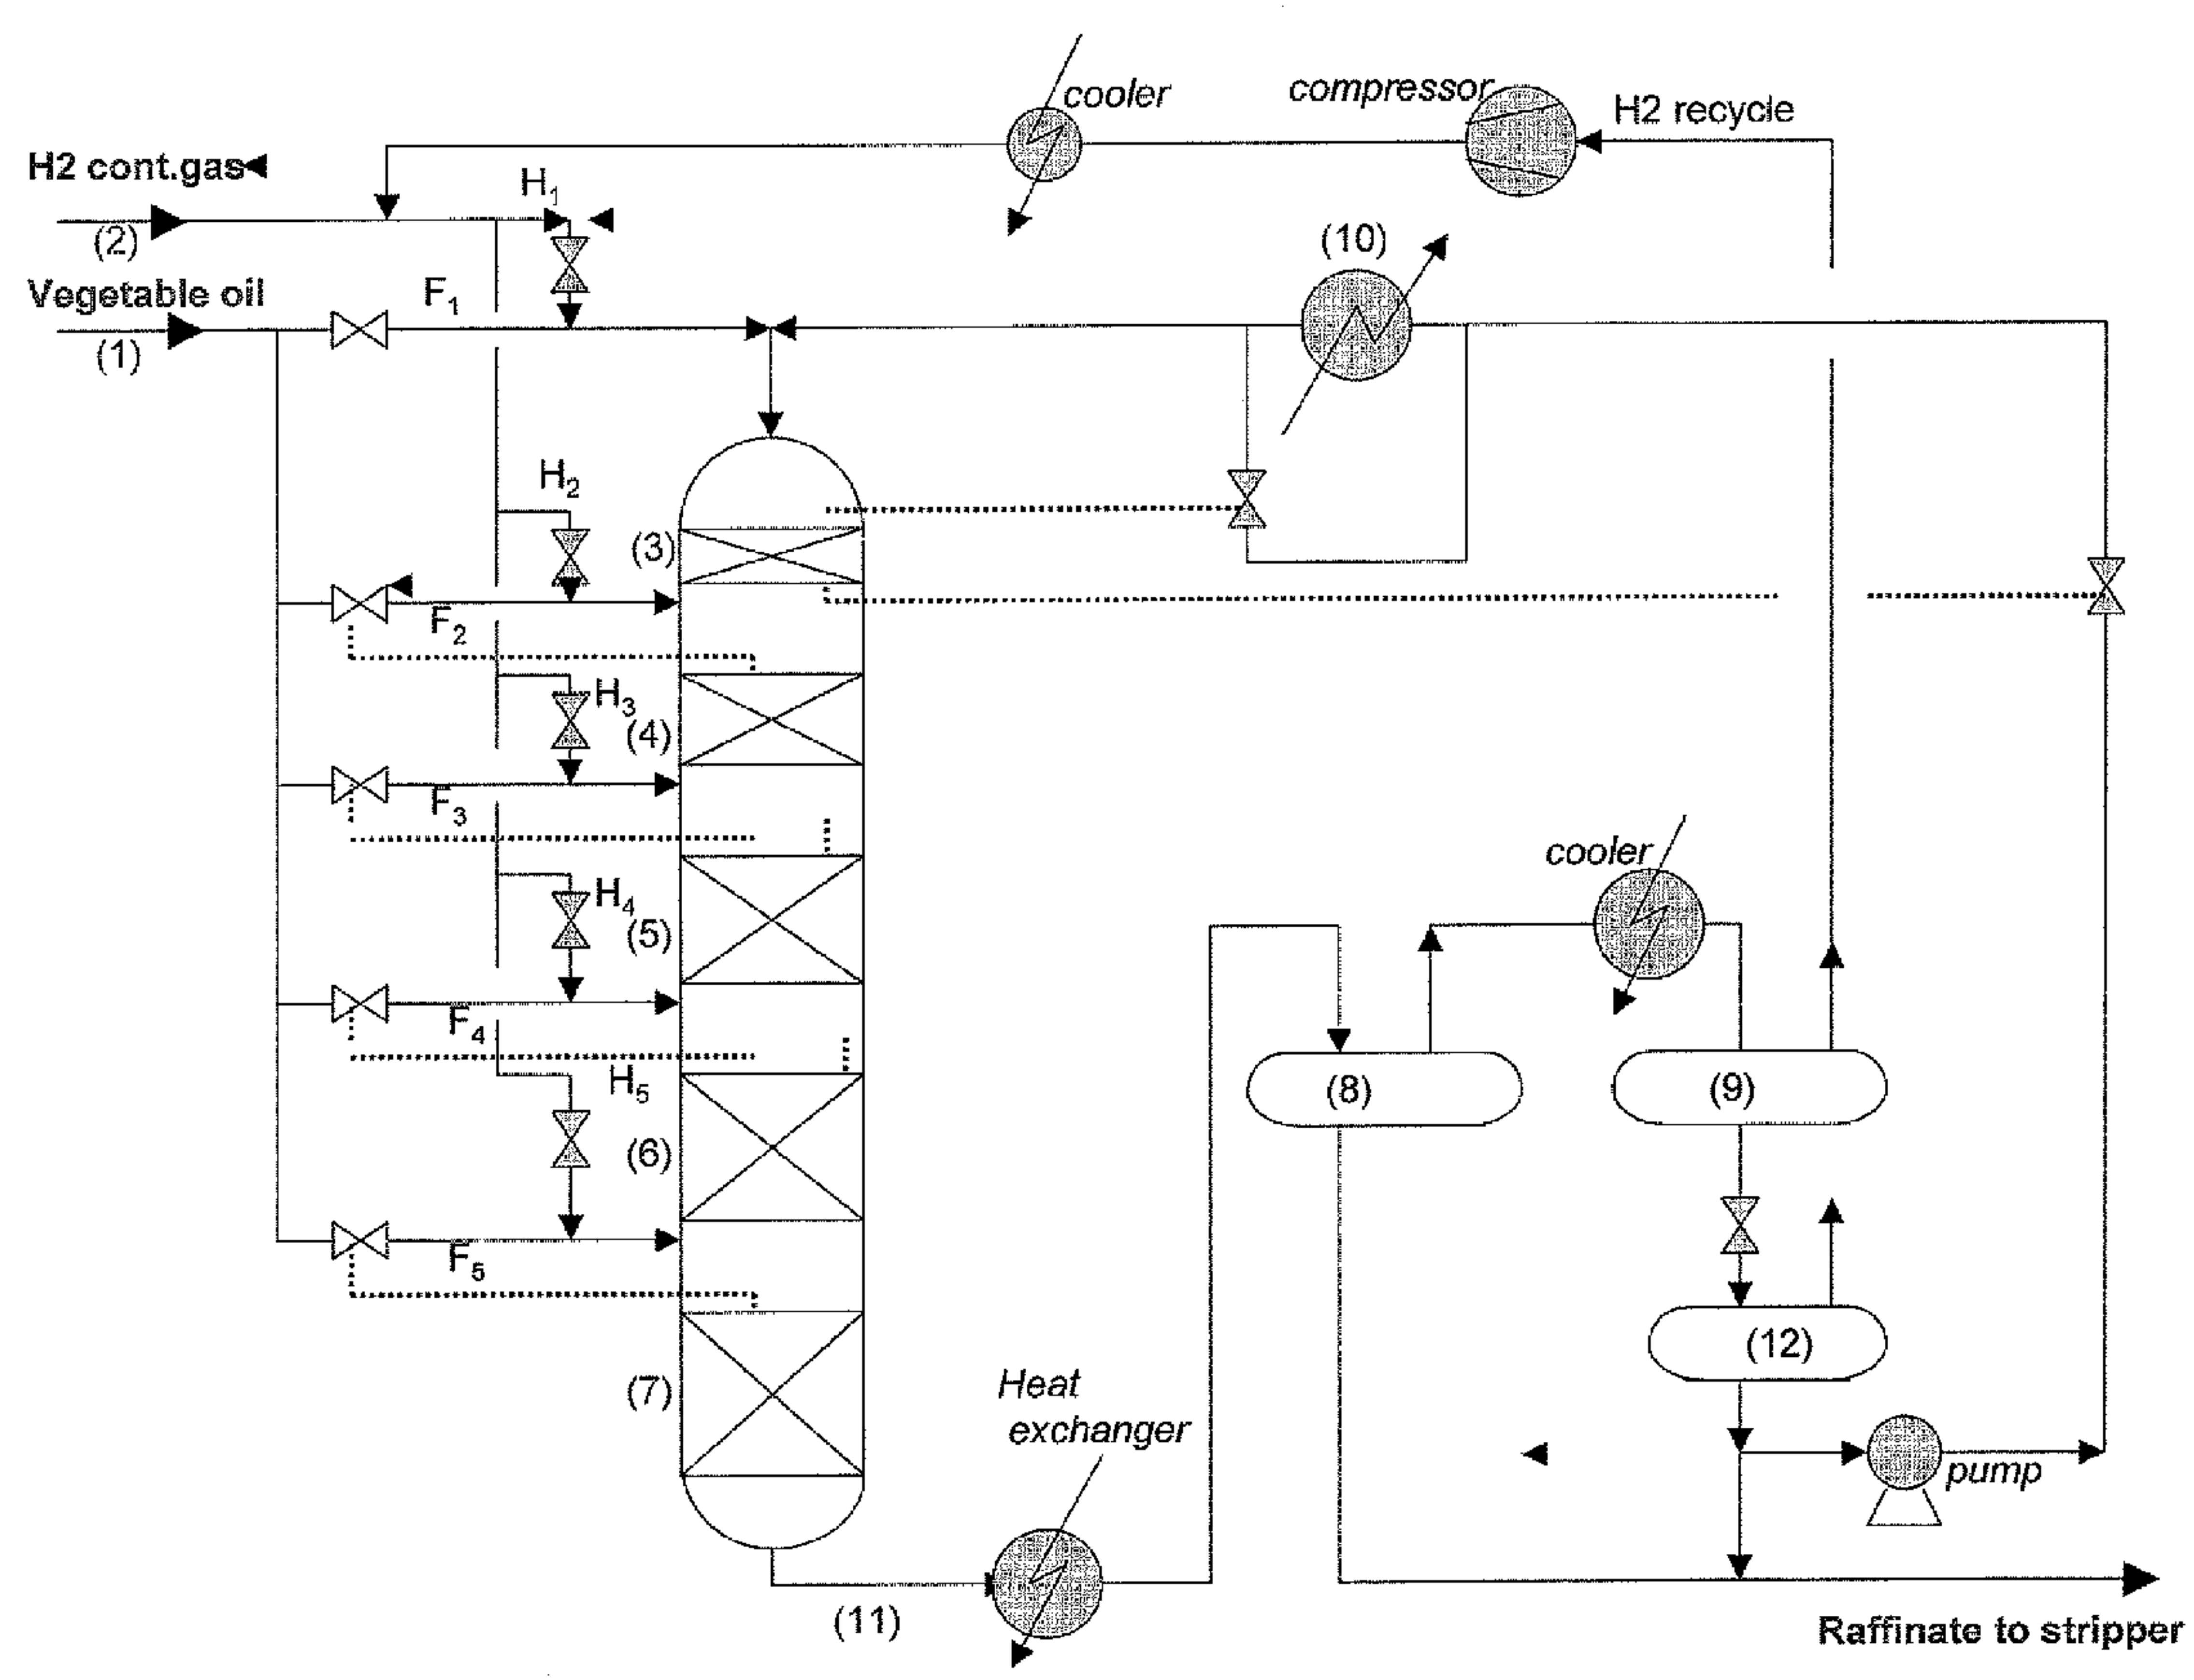 cooler
compressor
H2 recycle
H2 cont.gas
H1
(2)
(10)
Vegetable oil
F1
(1)
H2
(3)
F2
H3
(4)
F3
cooler
H4
(5)
F4
H5
(8)
(9)
(6)
F5
(12)
(7)
Heat
exchanger
pump
(11)
Raffinate to stripper